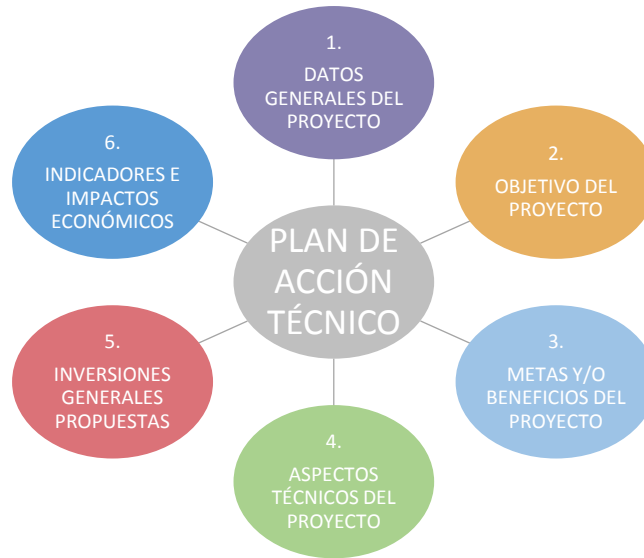 1.
DATOS
GENERALES DEL
PROYECTO
2.
OBJETIVO DEL
PROYECTO
3.
METAS Y/O
BENEFICIOS DEL
PROYECTO
4.
ASPECTOS
TÉCNICOS DEL
PROYECTO
5.
INVERSIONES
GENERALES
PROPUESTAS
6.
INDICADORES E
IMPACTOS
ECONÓMICOS
PLAN DE
ACCIÓN
TÉCNICO